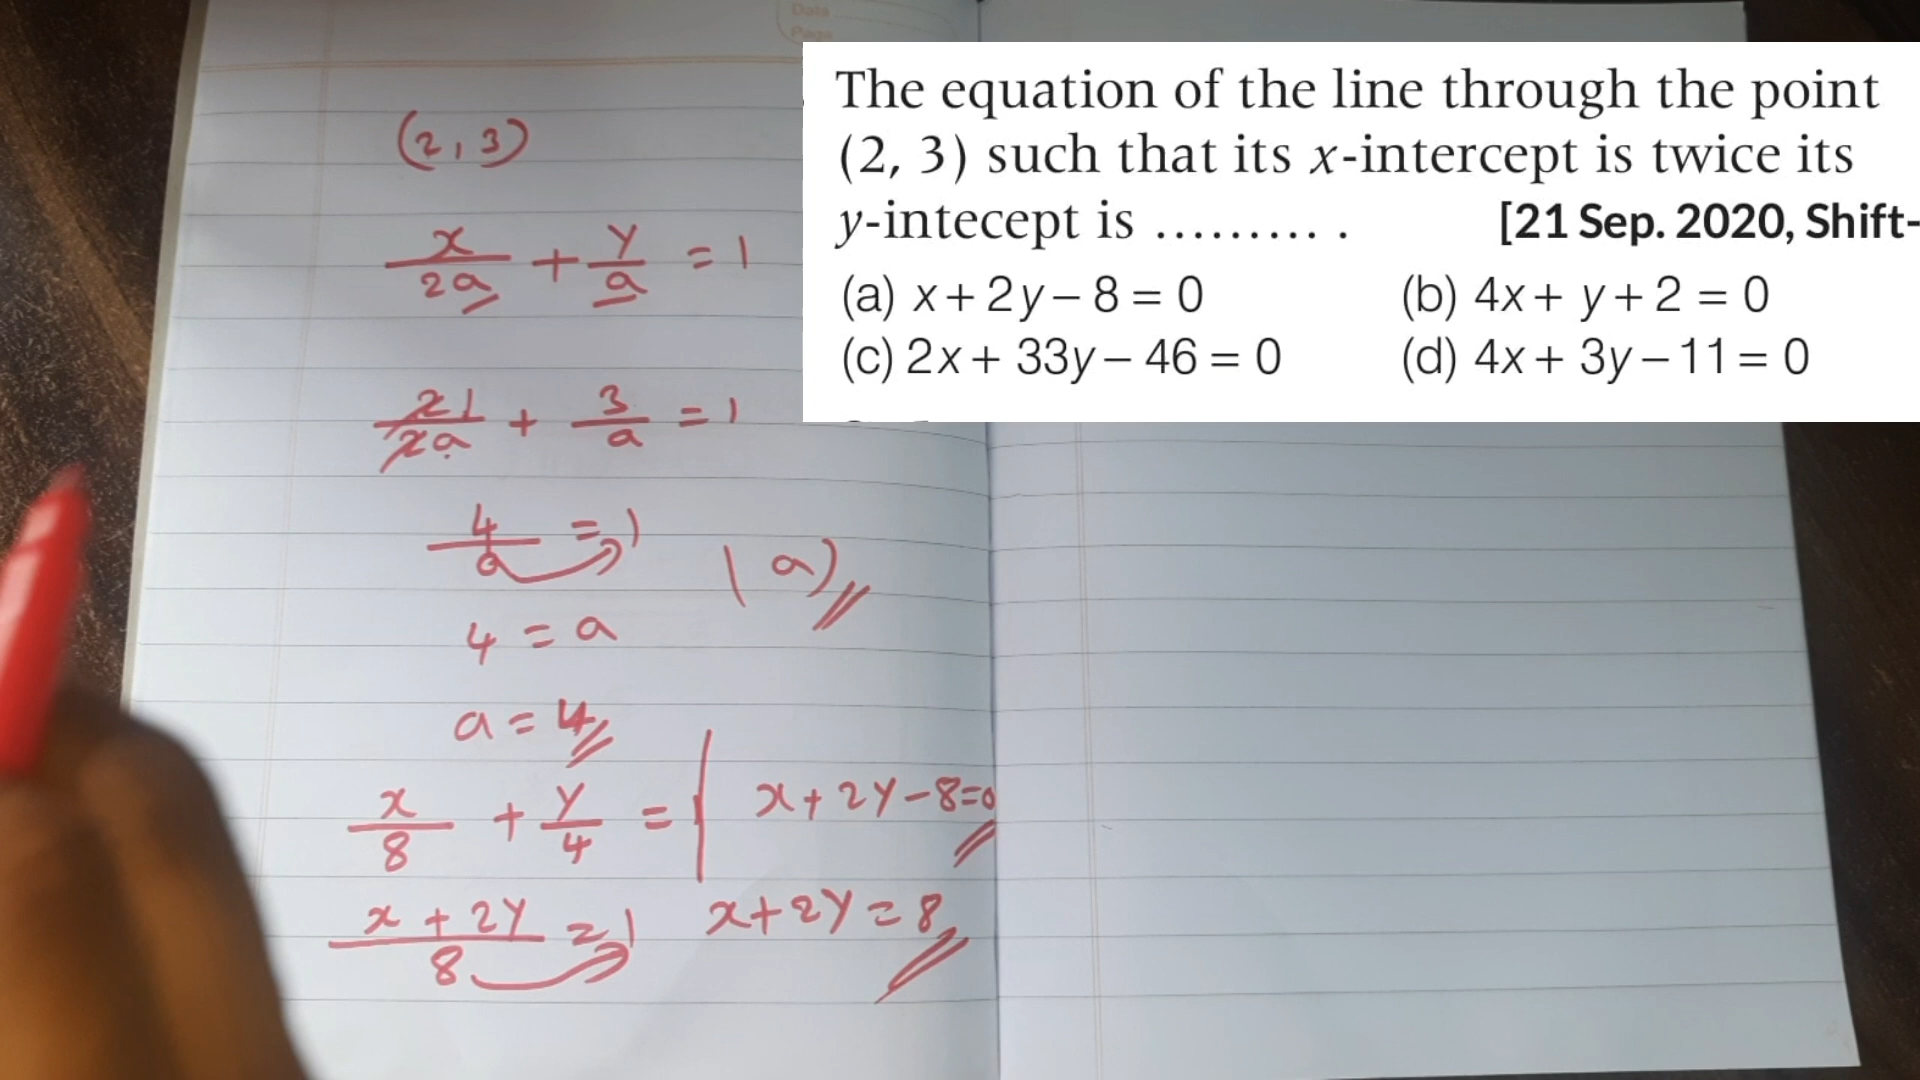 Data
Page
(2, 3)
x/2a + y/a = 1
21/2a + 3/a = 1
4/a = 1
(a)
4 = a
a = 4
x/8 + y/4 = 1
x + 2y - 8 = 0
x + 2y/8 = 1
x + 2y = 8
The equation of the line through the point
(2, 3) such that its x-intercept is twice its
y-intecept is .......... .
[21 Sep. 2020, Shift-
(a) x + 2y – 8 = 0
(b) 4x + y + 2 = 0
(c) 2x + 33y – 46 = 0
(d) 4x + 3y – 11 = 0